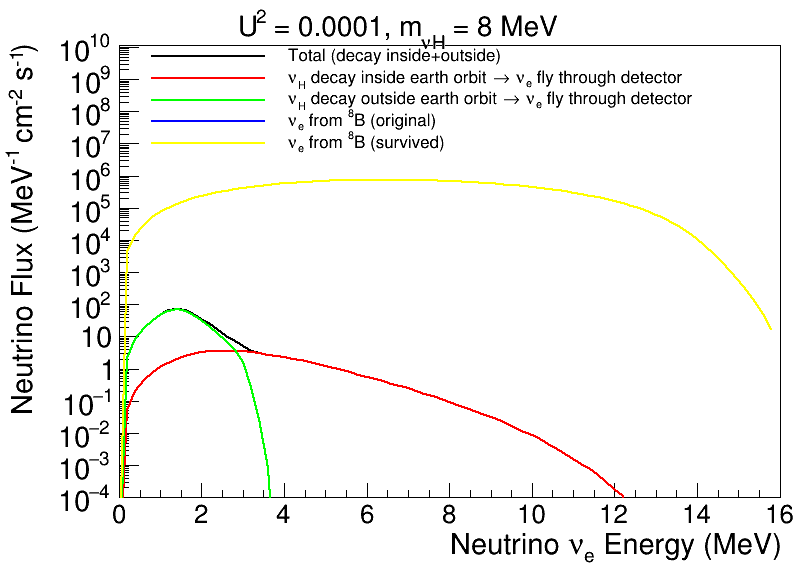 U² = 0.0001, m_νH = 8 MeV
Total (decay inside+outside)
ν_H decay inside earth orbit → ν_e fly through detector
ν_H decay outside earth orbit → ν_e fly through detector
ν_e from ⁸B (original)
ν_e from ⁸B (survived)
Neutrino Flux (MeV⁻¹ cm⁻² s⁻¹)
10¹⁰
10⁹
10⁸
10⁷
10⁶
10⁵
10⁴
10³
10²
10
1
10⁻¹
10⁻²
10⁻³
10⁻⁴
0 2 4 6 8 10 12 14 16
Neutrino ν_e Energy (MeV)